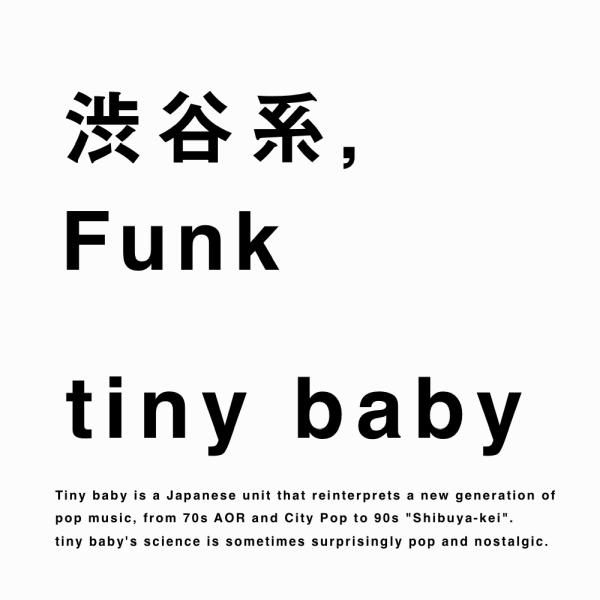 渋谷系,
Funk
tiny baby
Tiny baby is a Japanese unit that reinterprets a new generation of
pop music, from 70s AOR and City Pop to 90s "Shibuya-kei".
tiny baby's science is sometimes surprisingly pop and nostalgic.